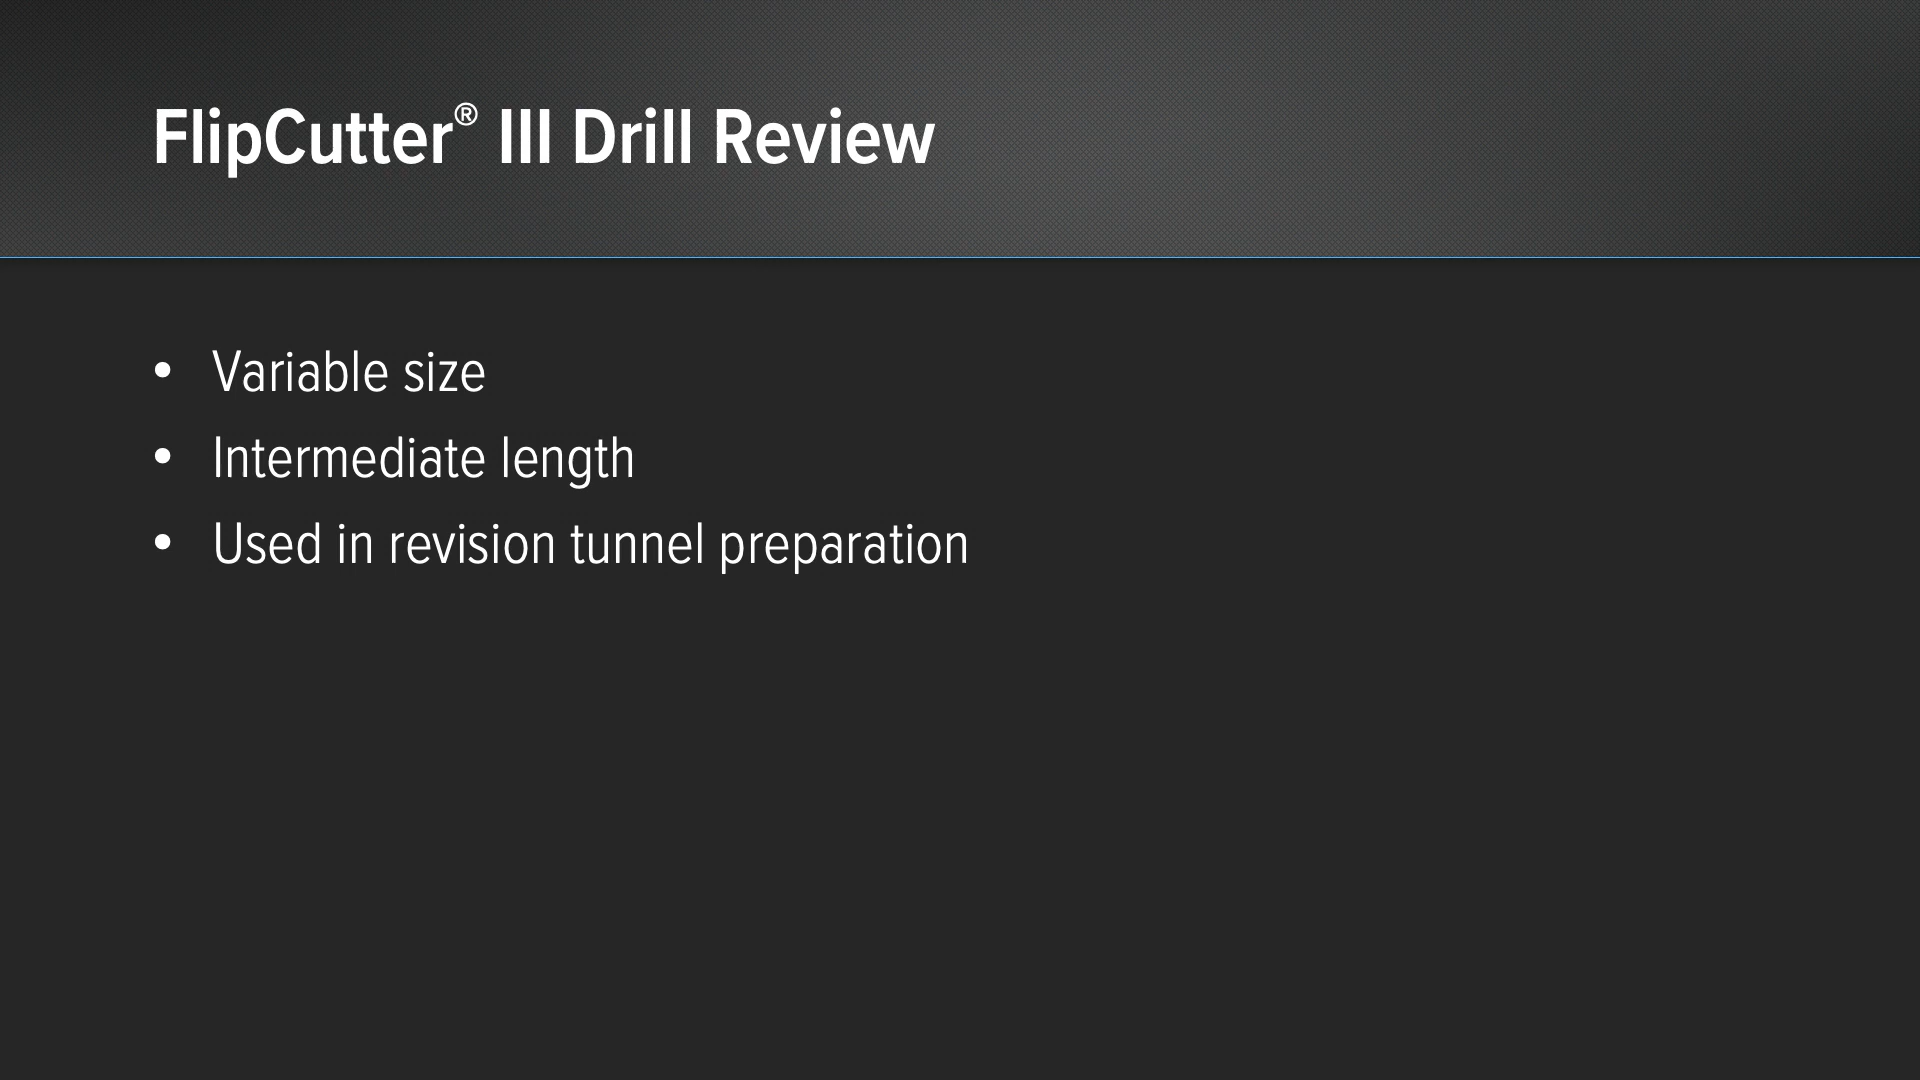 FlipCutter® III Drill Review
• Variable size
• Intermediate length
• Used in revision tunnel preparation